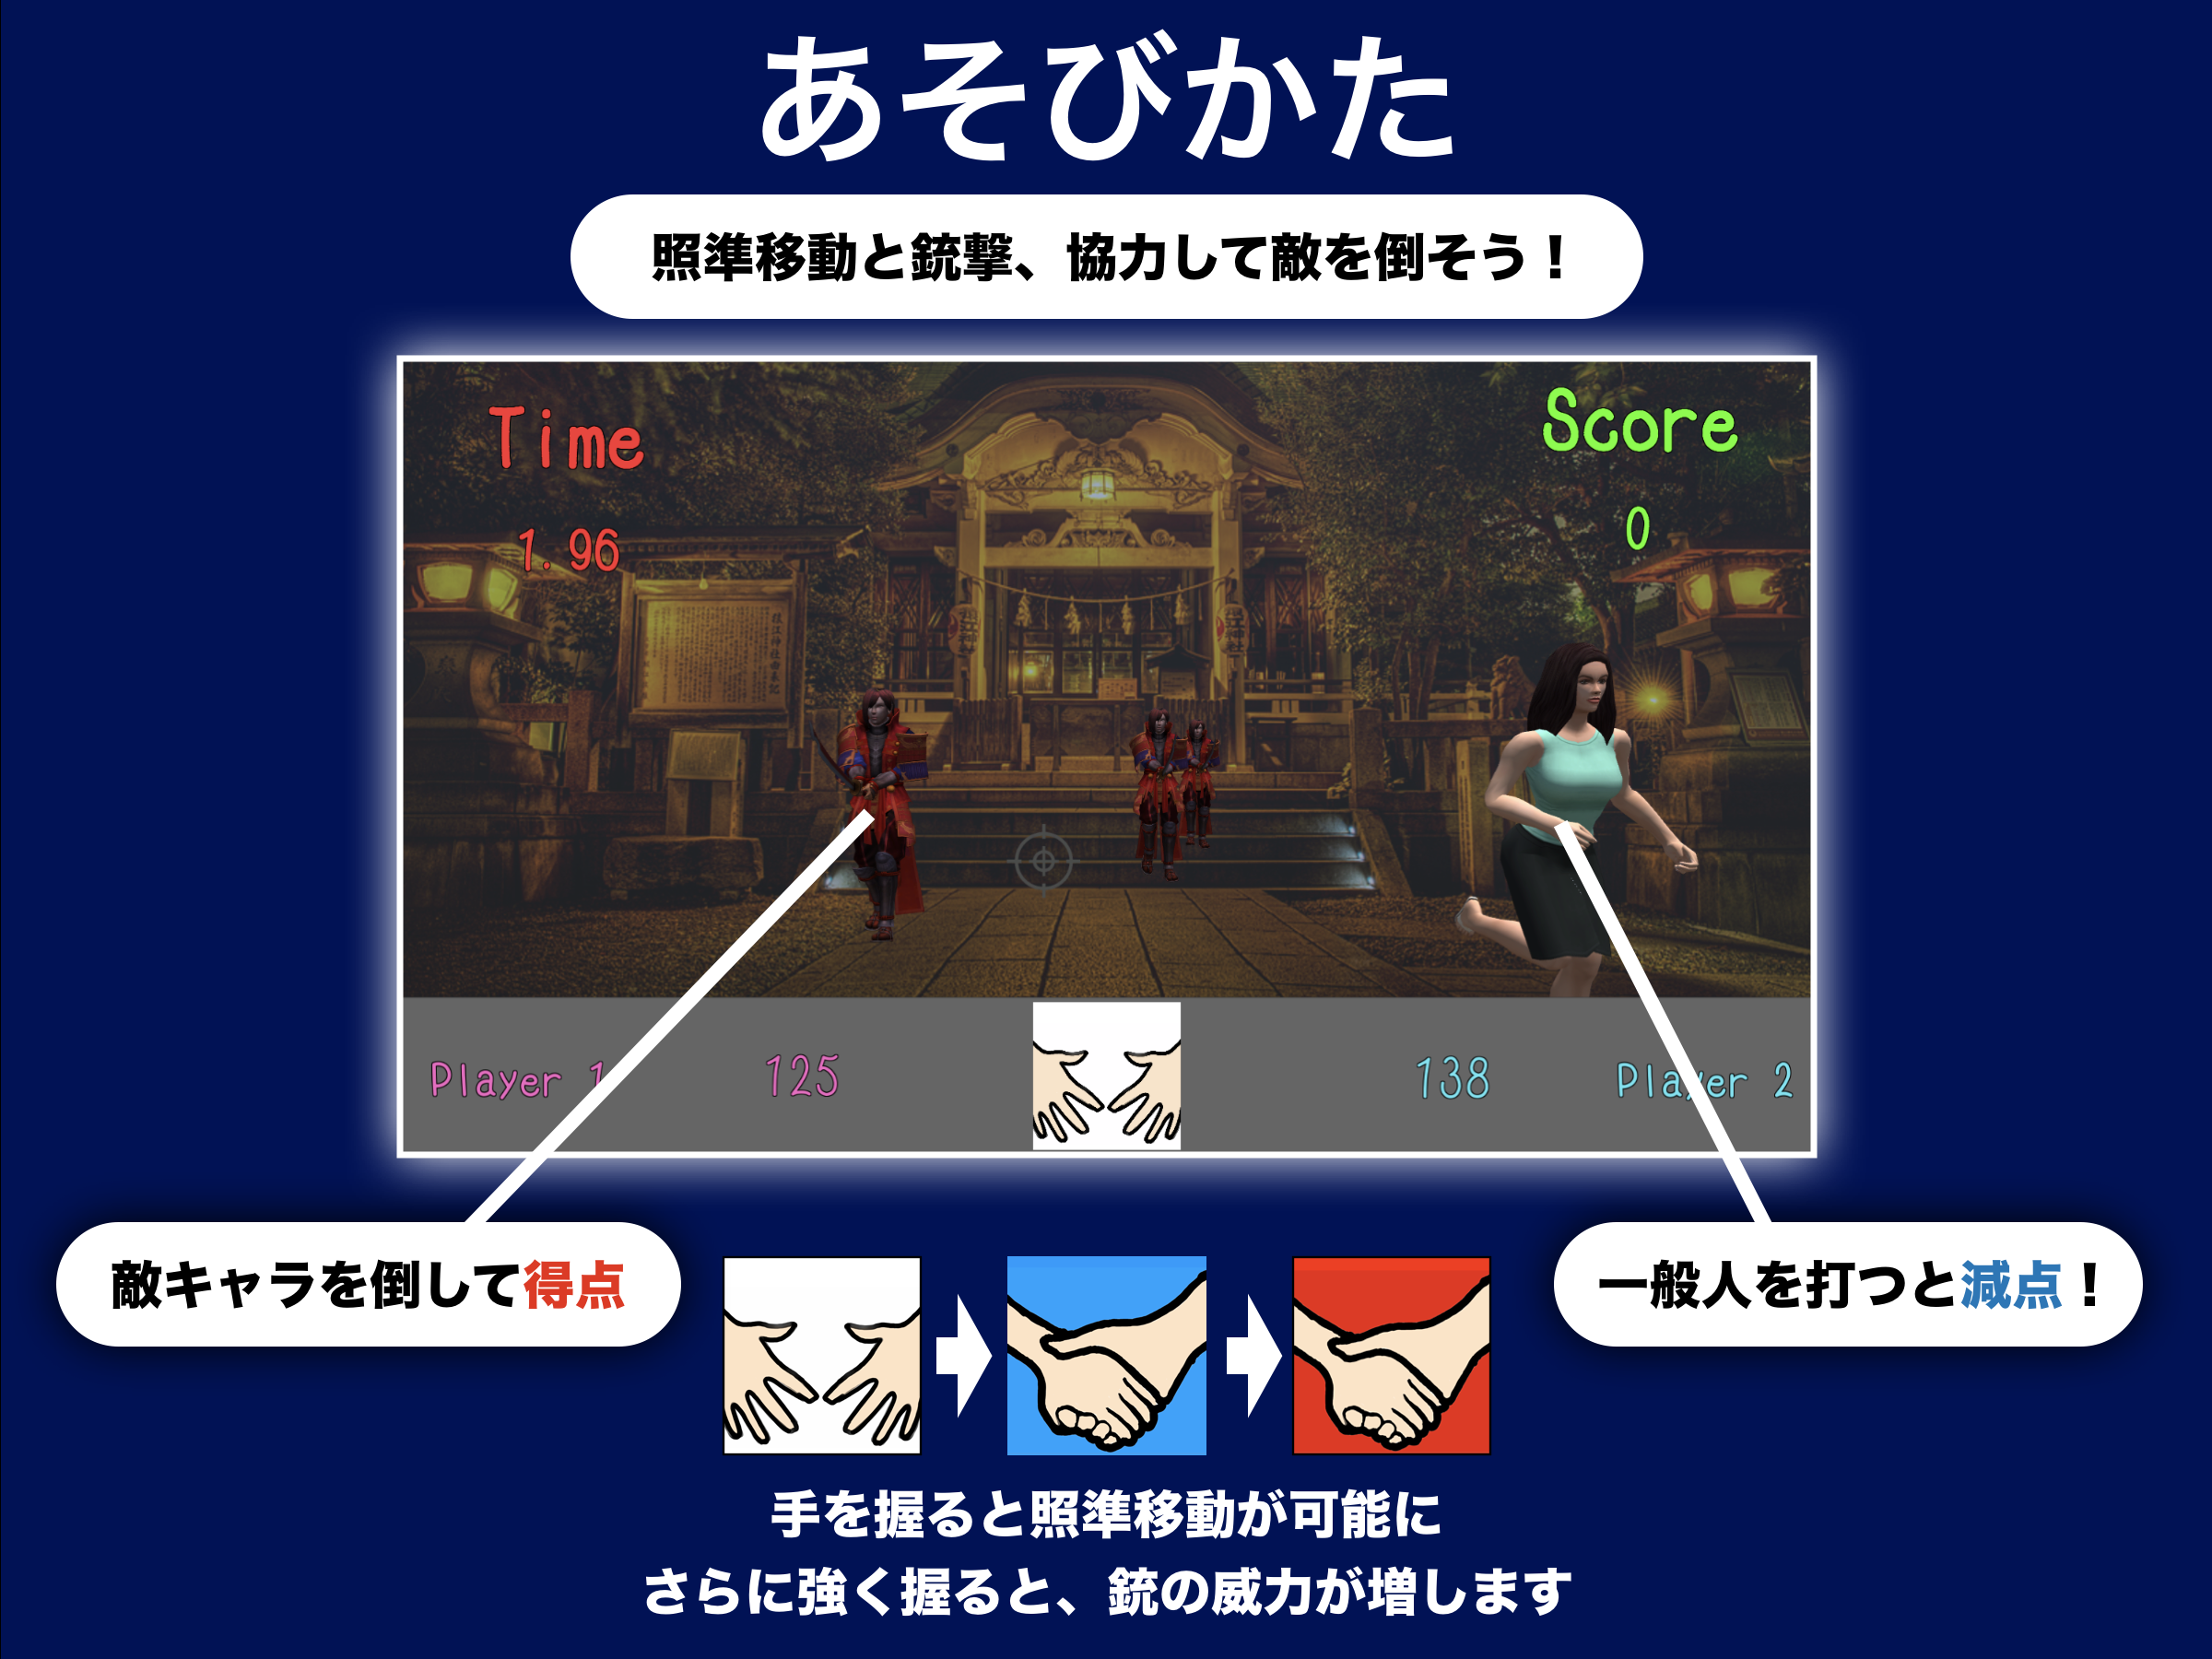 あそびかた
照準移動と銃撃、協力して敵を倒そう！
Time
Score
1.96
0
Player 1
125
138
Player 2
敵キャラを倒して得点
一般人を打つと減点！
手を握ると照準移動が可能に
さらに強く握ると、銃の威力が増します